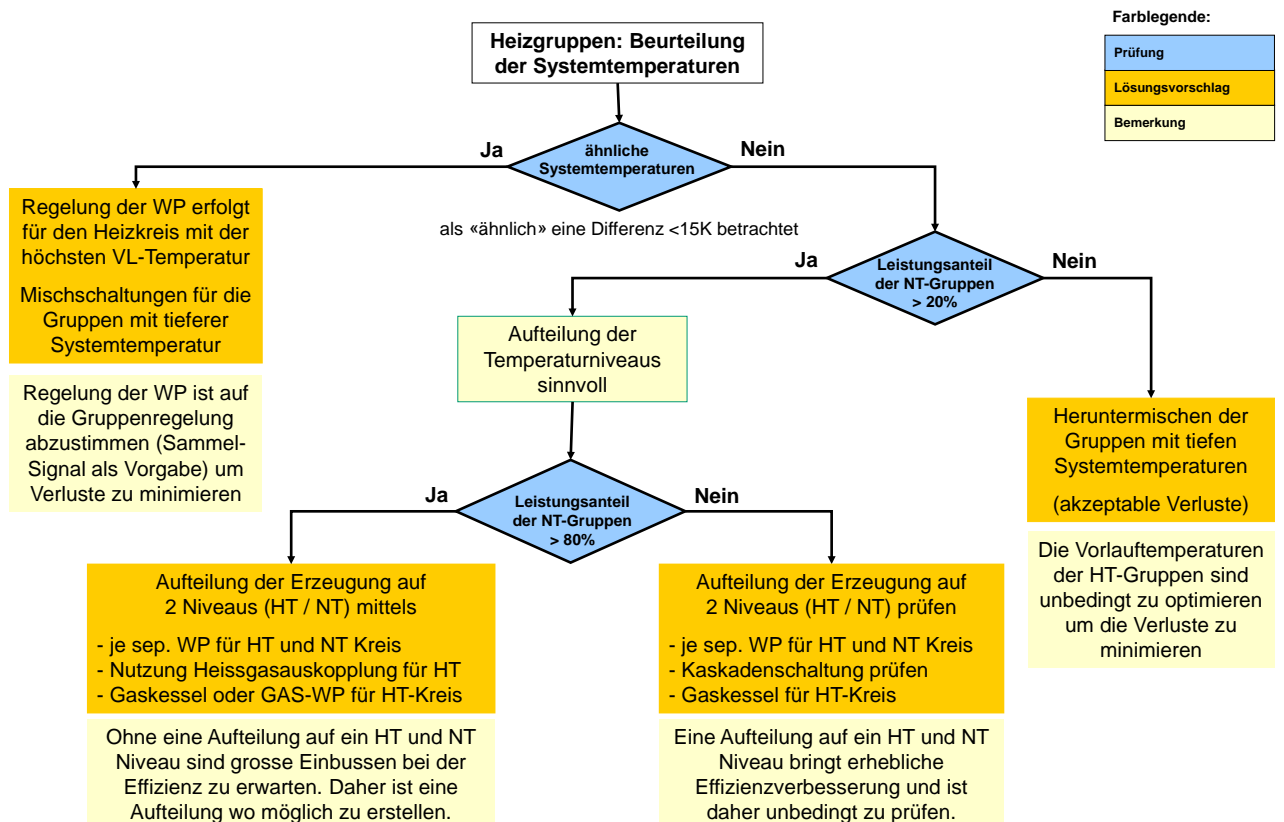 Farblegende:
Prüfung
Lösungsvorschlag
Bemerkung
Heizgruppen: Beurteilung
der Systemtemperaturen
Ja
ähnliche
Systemtemperaturen
Nein
als «ähnlich» eine Differenz <15K betrachtet
Regelung der WP erfolgt
für den Heizkreis mit der
höchsten VL-Temperatur
Mischschaltungen für die
Gruppen mit tieferer
Systemtemperatur
Regelung der WP ist auf
die Gruppenregelung
abzustimmen (Sammel-
Signal als Vorgabe) um
Verluste zu minimieren
Ja
Leistungsanteil
der NT-Gruppen
> 20%
Nein
Aufteilung der
Temperaturniveaus
sinnvoll
Heruntermischen der
Gruppen mit tiefen
Systemtemperaturen
(akzeptable Verluste)
Die Vorlauftemperaturen
der HT-Gruppen sind
unbedingt zu optimieren
um die Verluste zu
minimieren
Ja
Leistungsanteil
der NT-Gruppen
> 80%
Nein
Aufteilung der Erzeugung auf
2 Niveaus (HT / NT) mittels
- je sep. WP für HT und NT Kreis
- Nutzung Heissgasauskopplung für HT
- Gaskessel oder GAS-WP für HT-Kreis
Ohne eine Aufteilung auf ein HT und NT
Niveau sind grosse Einbussen bei der
Effizienz zu erwarten. Daher ist eine
Aufteilung wo möglich zu erstellen.
Aufteilung der Erzeugung auf
2 Niveaus (HT / NT) prüfen
- je sep. WP für HT und NT Kreis
- Kaskadenschaltung prüfen
- Gaskessel für HT-Kreis
Eine Aufteilung auf ein HT und NT
Niveau bringt erhebliche
Effizienzverbesserung und ist
daher unbedingt zu prüfen.